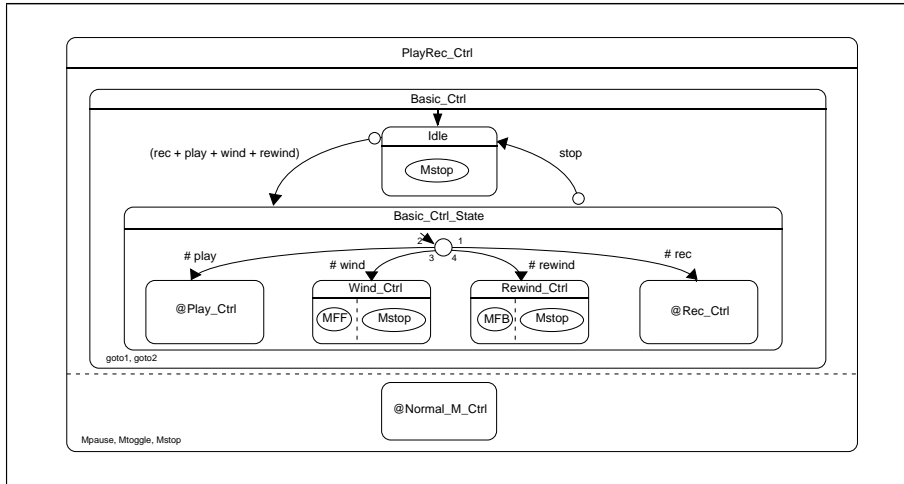 PlayRec_Ctrl
Basic_Ctrl
Idle
(rec + play + wind + rewind)
stop
Mstop
Basic_Ctrl_State
2 1
3 4
# play
# wind
# rewind
# rec
@Play_Ctrl
Wind_Ctrl
MFF
Mstop
Rewind_Ctrl
MFB
Mstop
@Rec_Ctrl
goto1, goto2
@Normal_M_Ctrl
Mpause, Mtoggle, Mstop